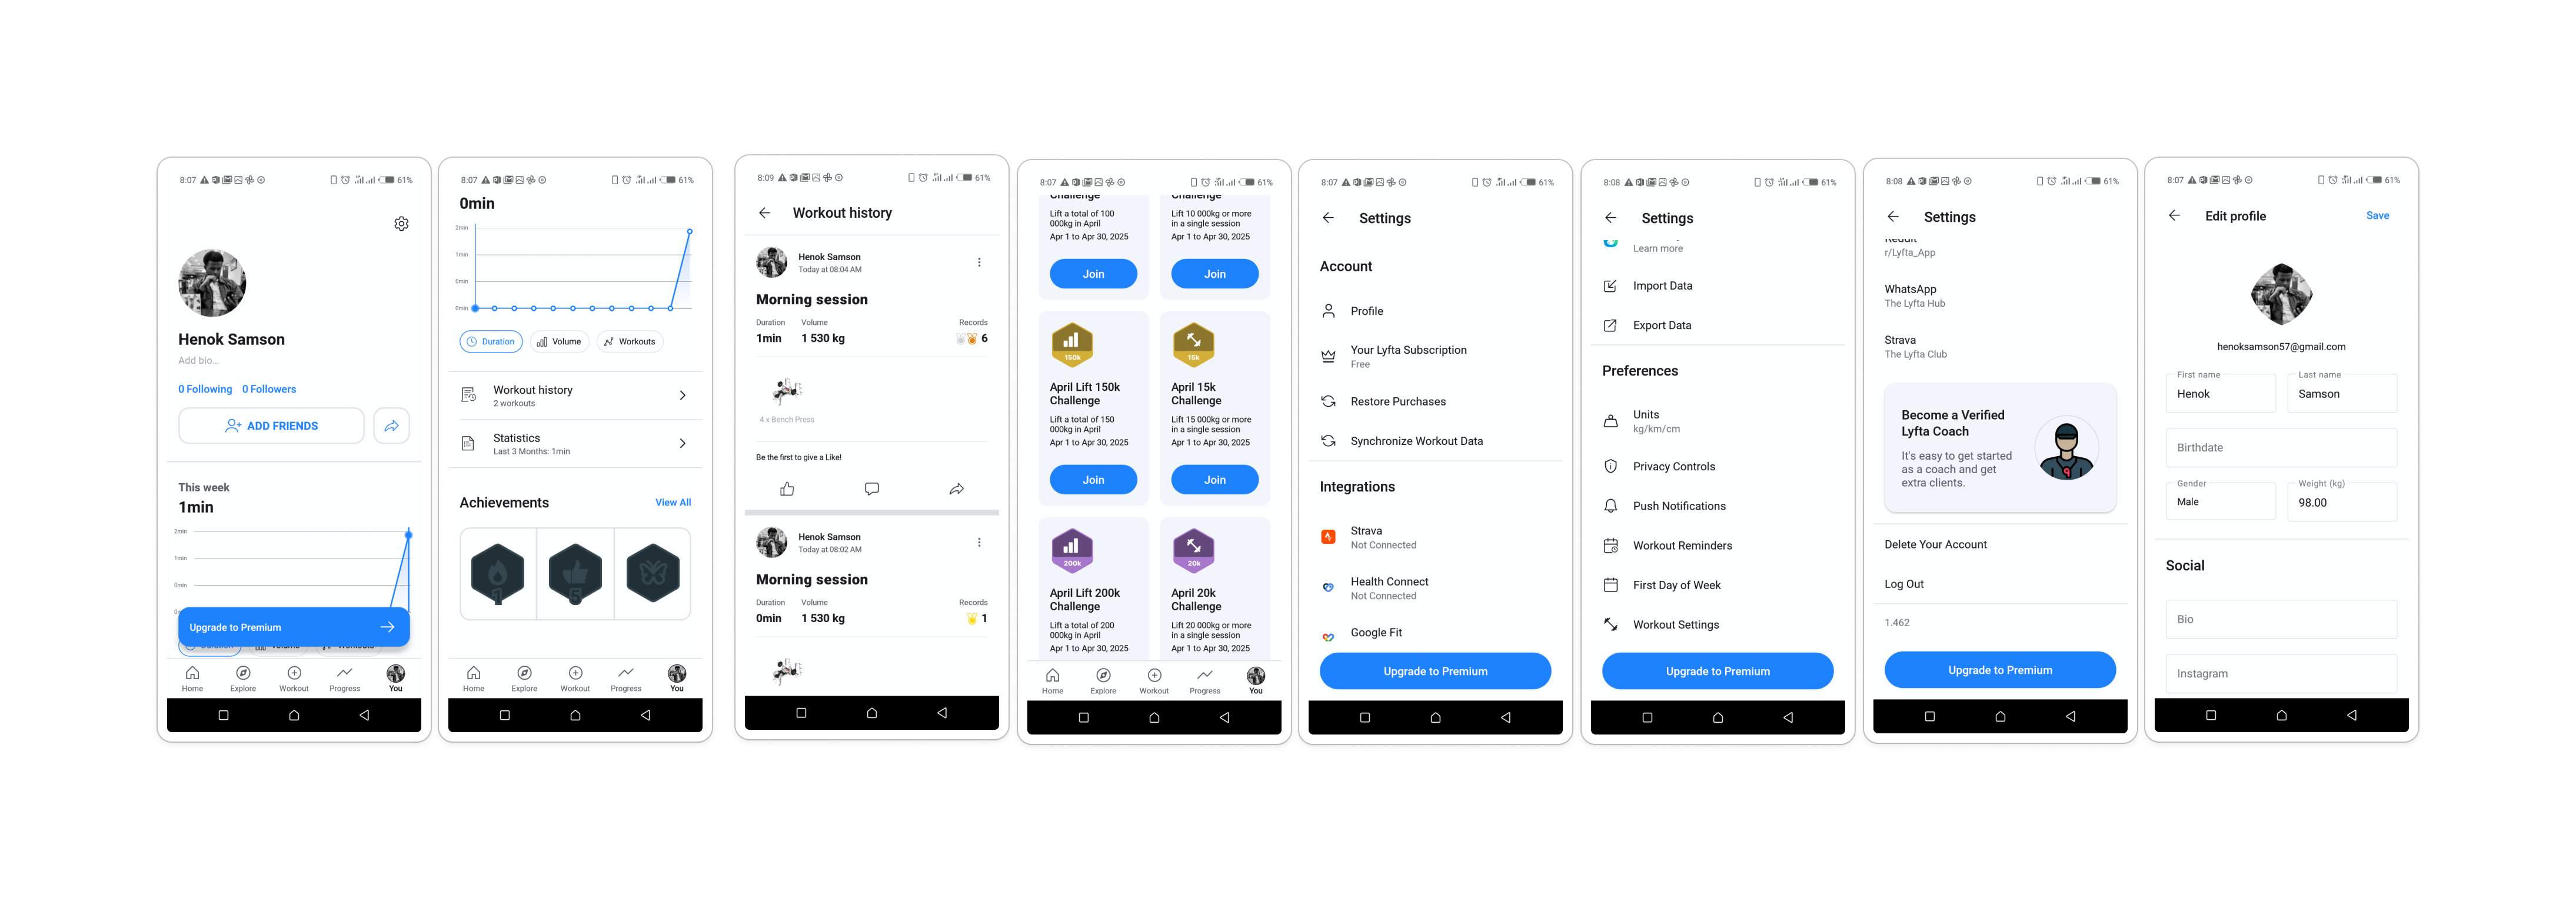 8:07
61%
Henok Samson
Add bio...
0 Following 0 Followers
ADD FRIENDS
This week
1min
2min
1min
0min
Upgrade to Premium
Home Explore Workout Progress You
8:07
61%
0min
2min
1min
0min
0min
Duration Volume Workouts
Workout history
2 workouts
Statistics
Last 3 Months: 1min
Achievements View All
1 5
Home Explore Workout Progress You
8:09
61%
Workout history
Henok Samson
Today at 08:04 AM
Morning session
Duration Volume Records
1min 1 530 kg 6
4 x Bench Press
Be the first to give a Like!
Henok Samson
Today at 08:02 AM
Morning session
Duration Volume Records
0min 1 530 kg 1
8:07
61%
Challenge Challenge
Lift a total of 100 Lift 10 000kg or more
000kg in April in a single session
Apr 1 to Apr 30, 2025 Apr 1 to Apr 30, 2025
Join Join
150k 15k
April Lift 150k April 15k
Challenge Challenge
Lift a total of 150 Lift 15 000kg or more
000kg in April in a single session
Apr 1 to Apr 30, 2025 Apr 1 to Apr 30, 2025
Join Join
200k 20k
April Lift 200k April 20k
Challenge Challenge
Lift a total of 200 Lift 20 000kg or more
000kg in April in a single session
Apr 1 to Apr 30, 2025 Apr 1 to Apr 30, 2025
Home Explore Workout Progress You
8:07
61%
Settings
Account
Profile
Your Lyfta Subscription
Free
Restore Purchases
Synchronize Workout Data
Integrations
Strava
Not Connected
Health Connect
Not Connected
Google Fit
Upgrade to Premium
8:08
61%
Settings
Learn more
Import Data
Export Data
Preferences
Units
kg/km/cm
Privacy Controls
Push Notifications
Workout Reminders
First Day of Week
Workout Settings
Upgrade to Premium
8:08
61%
Settings
Reddit
r/Lyfta_App
WhatsApp
The Lyfta Hub
Strava
The Lyfta Club
Become a Verified
Lyfta Coach
It's easy to get started
as a coach and get
extra clients.
Delete Your Account
Log Out
1.462
Upgrade to Premium
8:07
61%
Edit profile Save
henoksamson57@gmail.com
First name Last name
Henok Samson
Birthdate
Gender Weight (kg)
Male 98.00
Social
Bio
Instagram